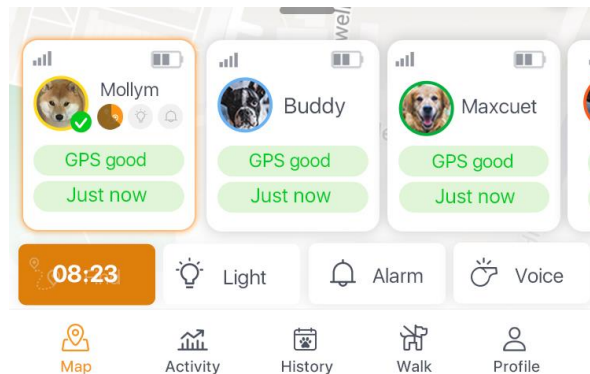 well
Mollym
Buddy
Maxcuet
GPS good
GPS good
GPS good
Just now
Just now
Just now
08:23
Light
Alarm
Voice
Map
Activity
History
Walk
Profile